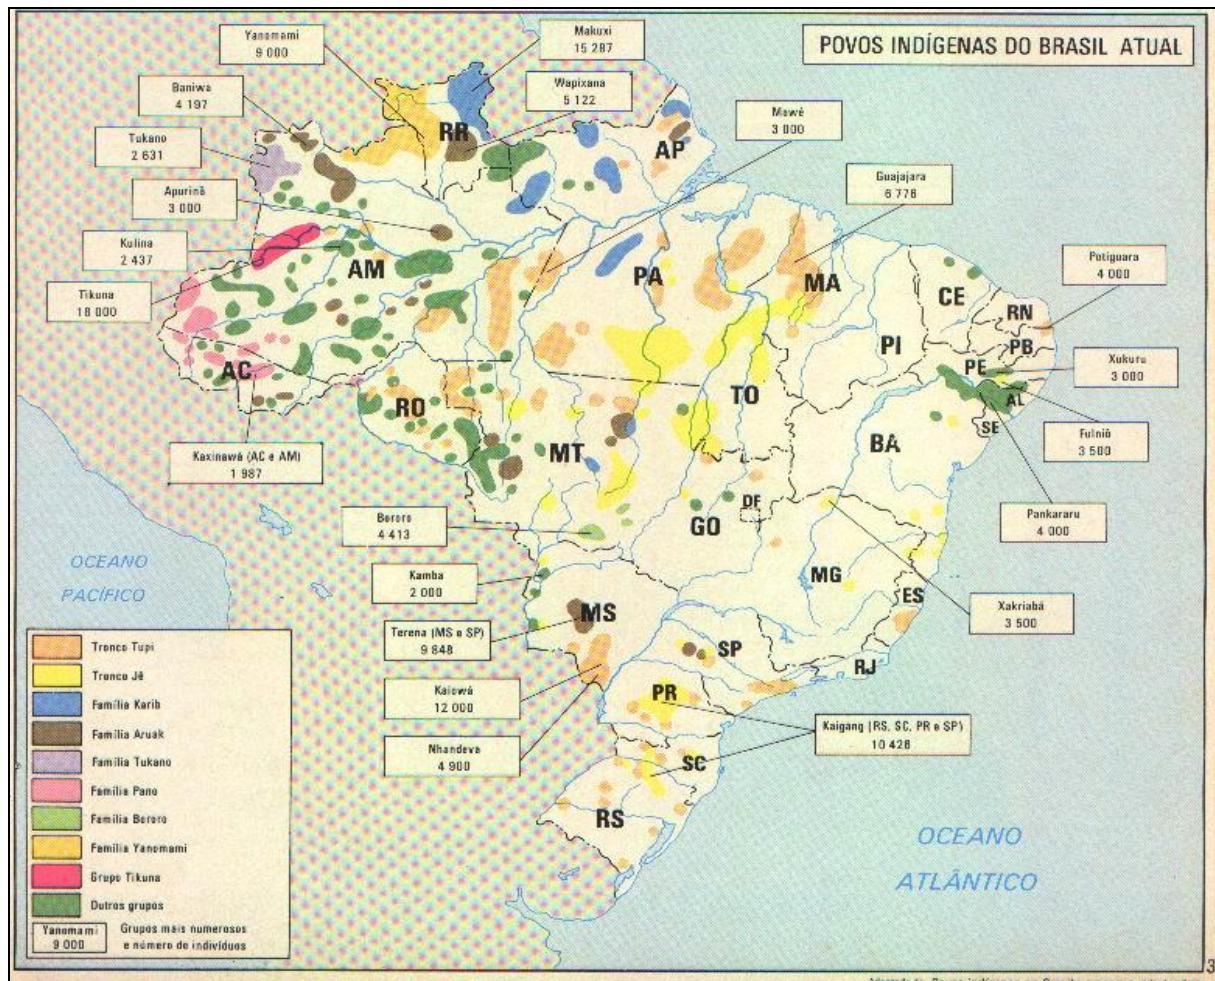 POVOS INDÍGENAS DO BRASIL ATUAL
Yanomami
9 000
Makuxi
15 287
Baniwa
4 197
Wapixana
5 122
Tukano
2 631
Mawé
3 000
Apurinã
3 000
Guajajara
6 776
Kulina
2 437
Tikuna
18 000
Potiguara
4 000
Xukuru
3 000
Fulniô
3 500
Pankararu
4 000
Kaxinawá (AC e AM)
1 987
Bororo
4 413
Kamba
2 000
Terena (MS e SP)
9 848
Kaiowá
12 000
Nhandeva
4 900
Xakriabá
3 500
Kaigang (RS, SC, PR e SP)
10 426
RR
AP
AM
PA
MA
CE
RN
PB
PI
PE
AL
SE
AC
RO
TO
BA
MT
DF
GO
MG
ES
MS
SP
RJ
PR
SC
RS
OCEANO
PACÍFICO
OCEANO
ATLÂNTICO
Tronco Tupi
Tronco Jê
Família Karib
Família Aruak
Família Tukano
Família Pano
Família Bororo
Família Yanomami
Grupo Tikuna
Outros grupos
Yanomami
9 000
Grupos mais numerosos
e número de indivíduos
3